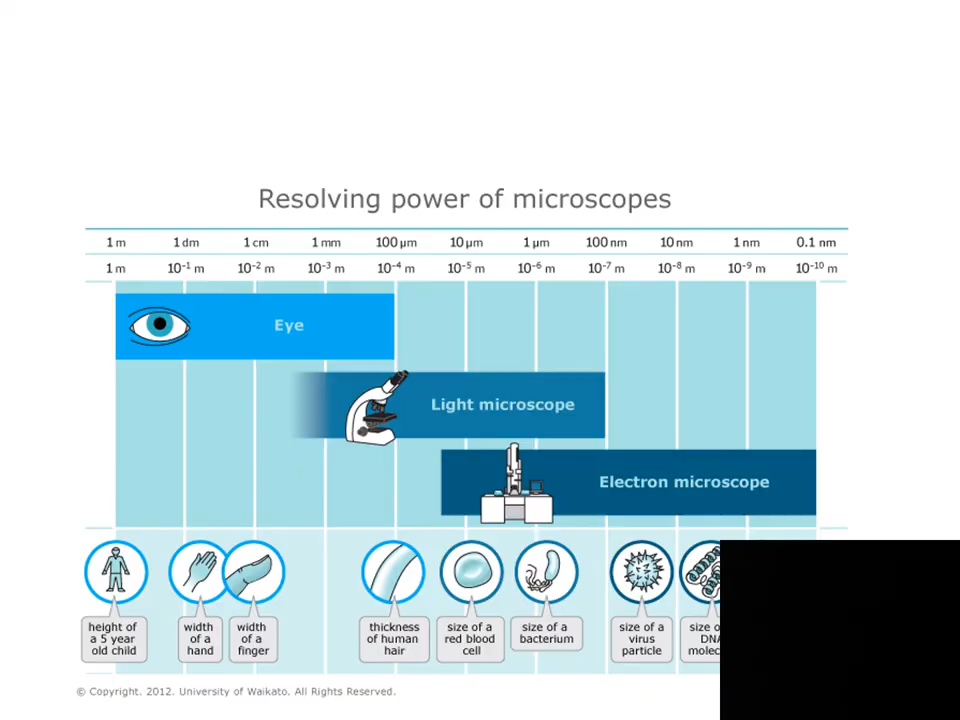 Resolving power of microscopes
1 m 1 dm 1 cm 1 mm 100 µm 10 µm 1 µm 100 nm 10 nm 1 nm 0.1 nm
1 m 10⁻¹ m 10⁻² m 10⁻³ m 10⁻⁴ m 10⁻⁵ m 10⁻⁶ m 10⁻⁷ m 10⁻⁸ m 10⁻⁹ m 10⁻¹⁰ m
Eye
Light microscope
Electron microscope
height of
a 5 year
old child
width
of a
hand
width
of a
finger
thickness
of human
hair
size of a
red blood
cell
size of a
bacterium
size of a
virus
particle
size
DNA
© Copyright. 2012. University of Waikato. All Rights Reserved.